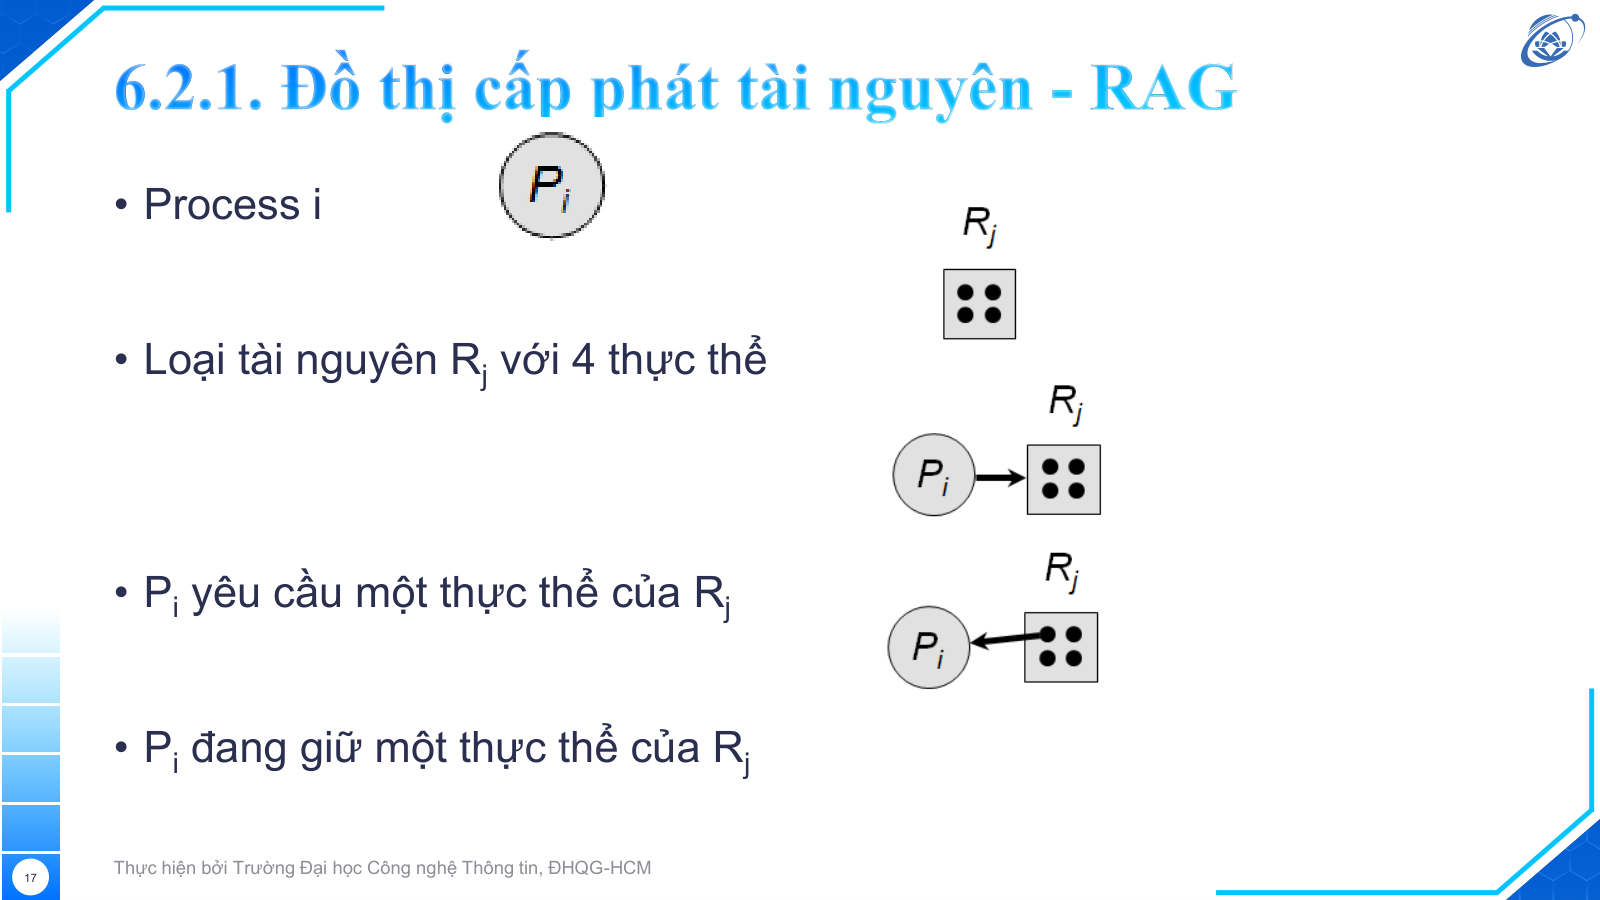 6.2.1. Đồ thị cấp phát tài nguyên - RAG
• Process i
Pi
Rj
• Loại tài nguyên Rj với 4 thực thể
Rj
Pi
• Pi yêu cầu một thực thể của Rj
Rj
Pi
• Pi đang giữ một thực thể của Rj
Thực hiện bởi Trường Đại học Công nghệ Thông tin, ĐHQG-HCM
17